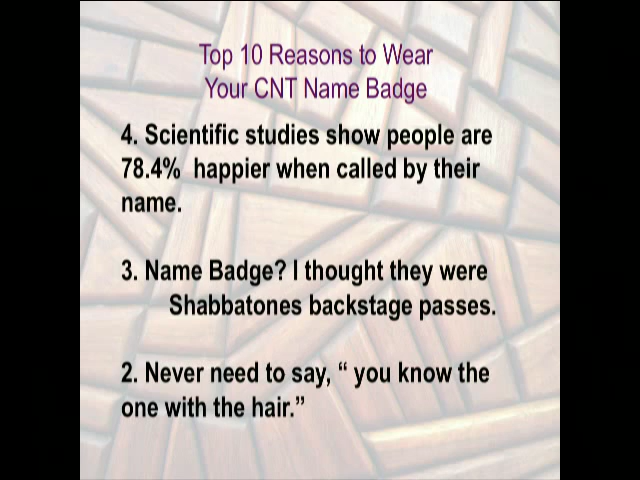 Top 10 Reasons to Wear
Your CNT Name Badge
4. Scientific studies show people are
78.4%  happier when called by their
name.
3. Name Badge? I thought they were
Shabbatones backstage passes.
2. Never need to say, “ you know the
one with the hair.”